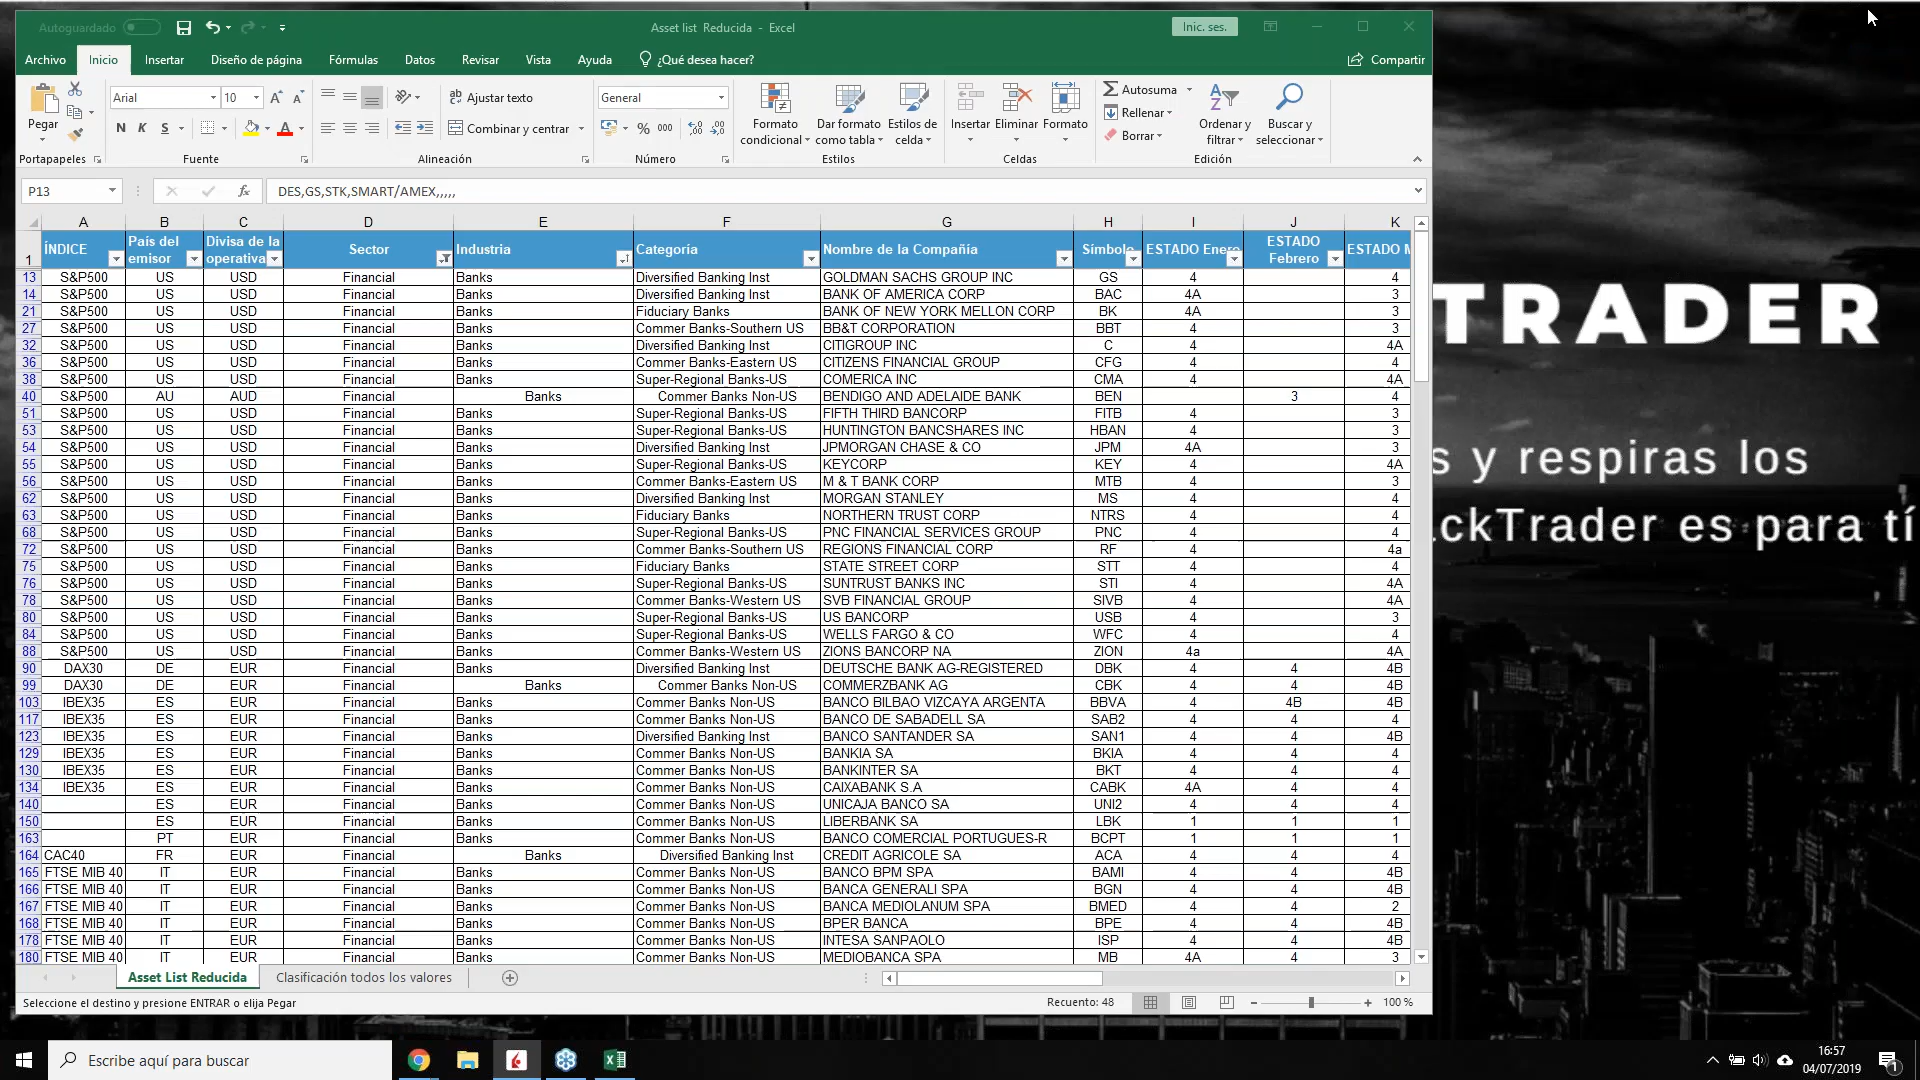 Autoguardado
Asset list Reducida - Excel
Inic. ses.
Archivo Inicio Insertar Diseño de página Fórmulas Datos Revisar Vista Ayuda ¿Qué desea hacer? Compartir
Pegar Arial 10 Ajustar texto General Formato condicional Dar formato como tabla Estilos de celda Insertar Eliminar Formato Autosuma Rellenar Borrar Ordenar y filtrar Buscar y seleccionar
N K S Combinar y centrar % 000
Portapapeles Fuente Alineación Número Estilos Celdas Edición
P13 fx DES,GS,STK,SMART/AMEX,,,,,
A B C D E F G H I J K
1 ÍNDICE País del emisor Divisa de la operativa Sector Industria Categoría Nombre de la Compañía Símbolo ESTADO Enero ESTADO Febrero ESTADO M
13 S&P500 US USD Financial Banks Diversified Banking Inst GOLDMAN SACHS GROUP INC GS 4 4
14 S&P500 US USD Financial Banks Diversified Banking Inst BANK OF AMERICA CORP BAC 4A 3
21 S&P500 US USD Financial Banks Fiduciary Banks BANK OF NEW YORK MELLON CORP BK 4A 3
27 S&P500 US USD Financial Banks Commer Banks-Southern US BB&T CORPORATION BBT 4 3
32 S&P500 US USD Financial Banks Diversified Banking Inst CITIGROUP INC C 4 4A
36 S&P500 US USD Financial Banks Commer Banks-Eastern US CITIZENS FINANCIAL GROUP CFG 4 4
38 S&P500 US USD Financial Banks Super-Regional Banks-US COMERICA INC CMA 4 4A
40 S&P500 AU AUD Financial Banks Commer Banks Non-US BENDIGO AND ADELAIDE BANK BEN 3 4
51 S&P500 US USD Financial Banks Super-Regional Banks-US FIFTH THIRD BANCORP FITB 4 3
53 S&P500 US USD Financial Banks Super-Regional Banks-US HUNTINGTON BANCSHARES INC HBAN 4 3
54 S&P500 US USD Financial Banks Diversified Banking Inst JPMORGAN CHASE & CO JPM 4A 3
55 S&P500 US USD Financial Banks Super-Regional Banks-US KEYCORP KEY 4 4A
56 S&P500 US USD Financial Banks Commer Banks-Eastern US M & T BANK CORP MTB 4 3
62 S&P500 US USD Financial Banks Diversified Banking Inst MORGAN STANLEY MS 4 4
63 S&P500 US USD Financial Banks Fiduciary Banks NORTHERN TRUST CORP NTRS 4 4
68 S&P500 US USD Financial Banks Super-Regional Banks-US PNC FINANCIAL SERVICES GROUP PNC 4 4
72 S&P500 US USD Financial Banks Commer Banks-Southern US REGIONS FINANCIAL CORP RF 4 4a
75 S&P500 US USD Financial Banks Fiduciary Banks STATE STREET CORP STT 4 4
76 S&P500 US USD Financial Banks Super-Regional Banks-US SUNTRUST BANKS INC STI 4 4A
78 S&P500 US USD Financial Banks Commer Banks-Western US SVB FINANCIAL GROUP SIVB 4 4A
80 S&P500 US USD Financial Banks Super-Regional Banks-US US BANCORP USB 4 3
84 S&P500 US USD Financial Banks Super-Regional Banks-US WELLS FARGO & CO WFC 4 4
88 S&P500 US USD Financial Banks Commer Banks-Western US ZIONS BANCORP NA ZION 4a 4A
90 DAX30 DE EUR Financial Banks Diversified Banking Inst DEUTSCHE BANK AG-REGISTERED DBK 4 4 4B
99 DAX30 DE EUR Financial Banks Commer Banks Non-US COMMERZBANK AG CBK 4 4 4B
103 IBEX35 ES EUR Financial Banks Commer Banks Non-US BANCO BILBAO VIZCAYA ARGENTA BBVA 4 4B 4B
117 IBEX35 ES EUR Financial Banks Commer Banks Non-US BANCO DE SABADELL SA SAB2 4 4 4
123 IBEX35 ES EUR Financial Banks Diversified Banking Inst BANCO SANTANDER SA SAN1 4 4 4B
129 IBEX35 ES EUR Financial Banks Commer Banks Non-US BANKIA SA BKIA 4 4 4
130 IBEX35 ES EUR Financial Banks Commer Banks Non-US BANKINTER SA BKT 4 4 4
134 IBEX35 ES EUR Financial Banks Commer Banks Non-US CAIXABANK S.A CABK 4A 4 4
140 ES EUR Financial Banks Commer Banks Non-US UNICAJA BANCO SA UNI2 4 4 4
150 ES EUR Financial Banks Commer Banks Non-US LIBERBANK SA LBK 1 1 1
163 PT EUR Financial Banks Commer Banks Non-US BANCO COMERCIAL PORTUGUES-R BCPT 1 1 1
164 CAC40 FR EUR Financial Banks Diversified Banking Inst CREDIT AGRICOLE SA ACA 4 4 4
165 FTSE MIB 40 IT EUR Financial Banks Commer Banks Non-US BANCO BPM SPA BAMI 4 4 4B
166 FTSE MIB 40 IT EUR Financial Banks Commer Banks Non-US BANCA GENERALI SPA BGN 4 4 4
167 FTSE MIB 40 IT EUR Financial Banks Commer Banks Non-US BANCA MEDIOLANUM SPA BMED 4 4 2
168 FTSE MIB 40 IT EUR Financial Banks Commer Banks Non-US BPER BANCA BPE 4 4 4B
178 FTSE MIB 40 IT EUR Financial Banks Commer Banks Non-US INTESA SANPAOLO ISP 4 4 4B
180 FTSE MIB 40 IT EUR Financial Banks Commer Banks Non-US MEDIOBANCA SPA MB 4A 4 3
Asset List Reducida Clasificación todos los valores
Seleccione el destino y presione ENTRAR o elija Pegar Recuento: 48 100 %
TRADER
s y respiras los
ckTrader es para tí
Escribe aquí para buscar
16:57
04/07/2019
1